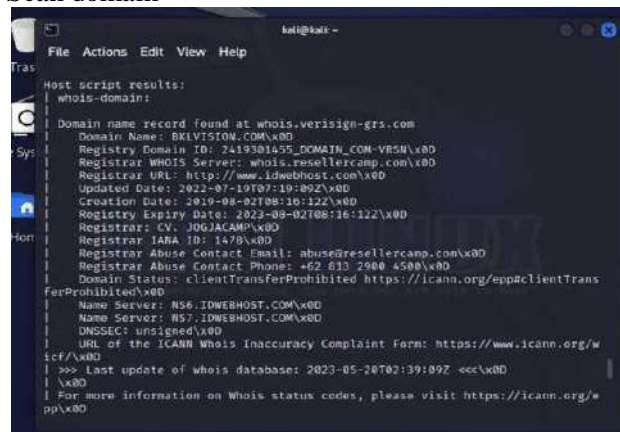 Scan domain
kali@kali: ~
File Actions Edit View Help
Tras
Host script results:
| whois-domain:
|
| Domain name record found at whois.verisign-grs.com
| Domain Name: BKLVISION.COM\x0D
| Registry Domain ID: 2419301455_DOMAIN_COM-VRSN\x0D
| Registrar WHOIS Server: whois.resellercamp.com\x0D
Sys
| Registrar URL: http://www.idwebhost.com\x0D
| Updated Date: 2022-07-19T07:19:09Z\x0D
| Creation Date: 2019-08-02T08:16:12Z\x0D
| Registry Expiry Date: 2023-08-02T08:16:12Z\x0D
| Registrar: CV. JOGJACAMP\x0D
Hom
| Registrar IANA ID: 1478\x0D
| Registrar Abuse Contact Email: abuse@resellercamp.com\x0D
| Registrar Abuse Contact Phone: +62 813 2900 4500\x0D
| Domain Status: clientTransferProhibited https://icann.org/epp#clientTrans
ferProhibited\x0D
| Name Server: NS6.IDWEBHOST.COM\x0D
| Name Server: NS7.IDWEBHOST.COM\x0D
| DNSSEC: unsigned\x0D
| URL of the ICANN Whois Inaccuracy Complaint Form: https://www.icann.org/w
icf/\x0D
| >>> Last update of whois database: 2023-05-20T02:39:09Z <<<\x0D
| \x0D
| For more information on Whois status codes, please visit https://icann.org/e
pp\x0D